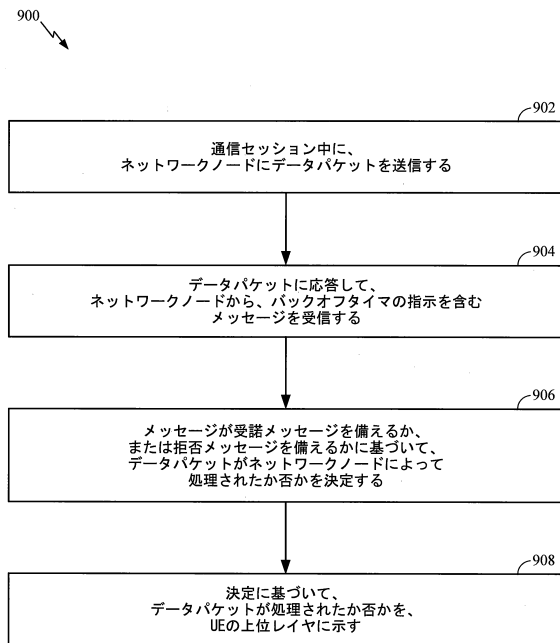 900
902
通信セッション中に、
ネットワークノードにデータパケットを送信する
904
データパケットに応答して、
ネットワークノードから、バックオフタイマの指示を含む
メッセージを受信する
906
メッセージが受諾メッセージを備えるか、
または拒否メッセージを備えるかに基づいて、
データパケットがネットワークノードによって
処理されたか否かを決定する
908
決定に基づいて、
データパケットが処理されたか否かを、
UEの上位レイヤに示す